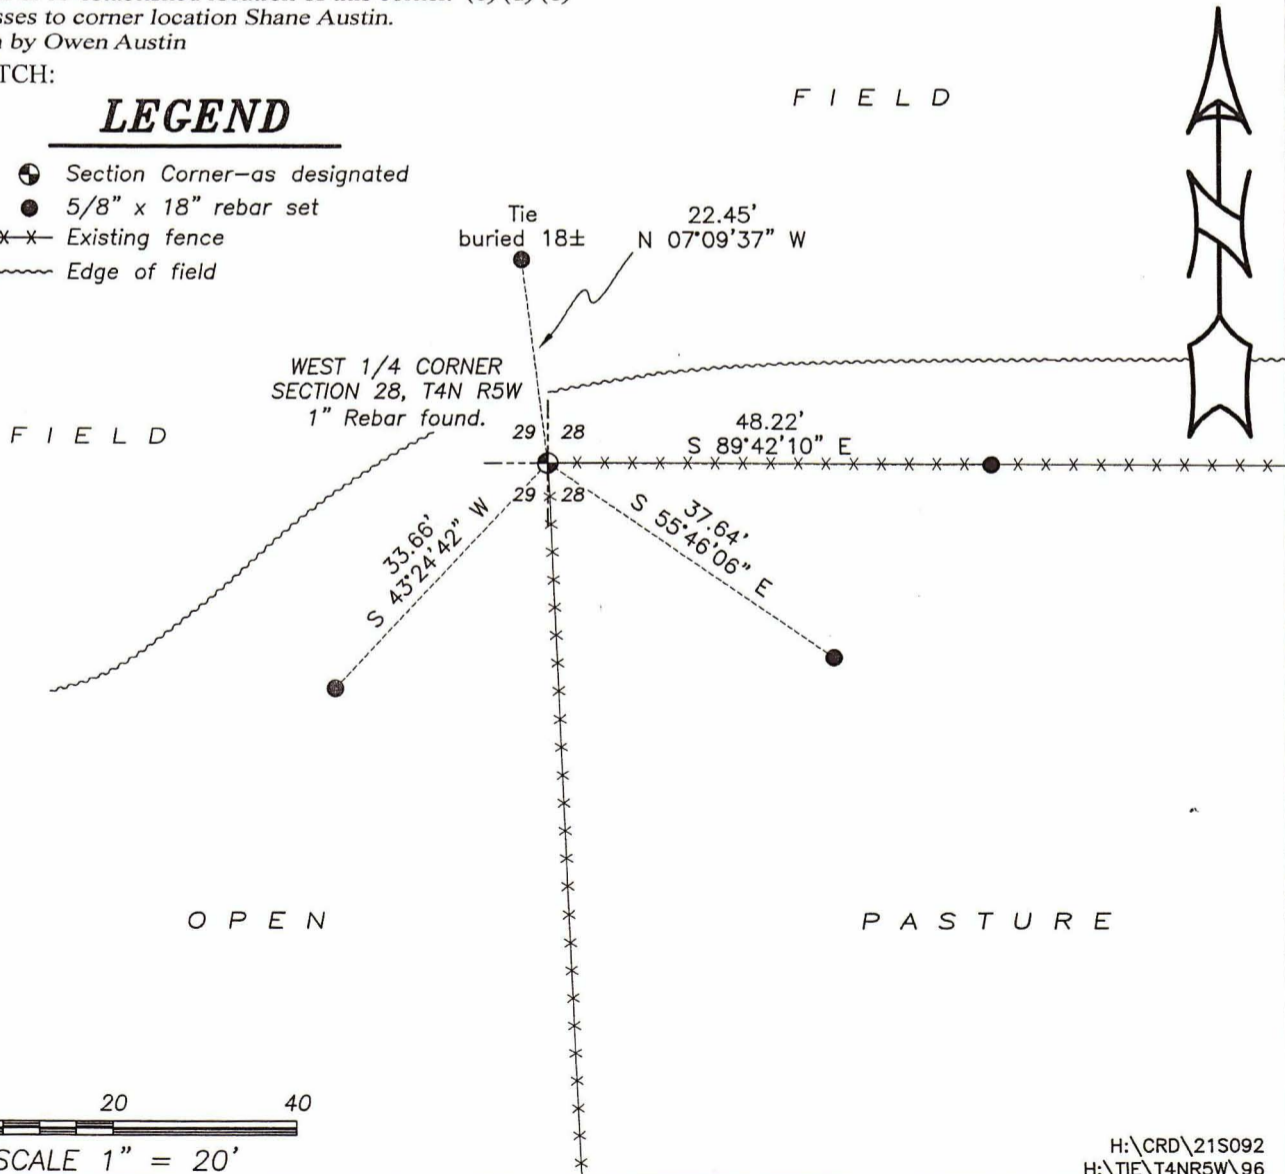 sses to corner location Shane Austin.
by Owen Austin
TCH:
LEGEND
Section Corner-as designated
5/8" x 18" rebar set
Existing fence
Edge of field
FIELD
Tie
buried 18±
22.45'
N 07°09'37" W
WEST 1/4 CORNER
SECTION 28, T4N R5W
1" Rebar found.
FIELD
29 28
48.22'
S 89°42'10" E
29 28
33.66'
S 43°24'42" W
37.64'
S 55°46'06" E
OPEN
PASTURE
20 40
SCALE 1" = 20'
H:\CRD\21S092
H:\TIE\T4NR5W\96
N